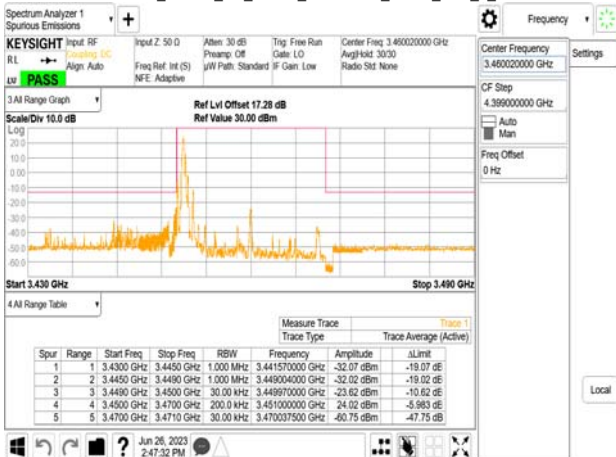 Spectrum Analyzer 1
Spurious Emissions
+
Frequency
KEYSIGHT Input: RF Input Z: 50 Ω Atten: 30 dB Trig: Free Run Center Freq: 3.460020000 GHz
RL Coupling: DC Preamp: Off Gate: LO Avg|Hold: 30/30
Align: Auto Freq Ref: Int (S) µW Path: Standard IF Gain: Low Radio Std: None
LV PASS NFE: Adaptive
Center Frequency
3.460020000 GHz
Settings
CF Step
4.399000000 GHz
Auto
Man
Freq Offset
0 Hz
Local
3 All Range Graph
Ref Lvl Offset 17.28 dB
Scale/Div 10.0 dB Ref Value 30.00 dBm
Log
20.0
10.0
0.00
-10.0
-20.0
-30.0
-40.0
-50.0
-60.0
Start 3.430 GHz Stop 3.490 GHz
4 All Range Table
Measure Trace Trace 1
Trace Type Trace Average (Active)
Spur Range Start Freq Stop Freq RBW Frequency Amplitude ΔLimit
1 1 3.4300 GHz 3.4450 GHz 1.000 MHz 3.441570000 GHz -32.07 dBm -19.07 dB
2 2 3.4450 GHz 3.4490 GHz 1.000 MHz 3.449004000 GHz -32.02 dBm -19.02 dB
3 3 3.4490 GHz 3.4500 GHz 30.00 kHz 3.449970000 GHz -23.62 dBm -10.62 dB
4 4 3.4500 GHz 3.4700 GHz 200.0 kHz 3.451000000 GHz 24.02 dBm -5.983 dB
5 5 3.4700 GHz 3.4710 GHz 30.00 kHz 3.470037500 GHz -60.75 dBm -47.75 dB
? Jun 26, 2023
2:47:32 PM